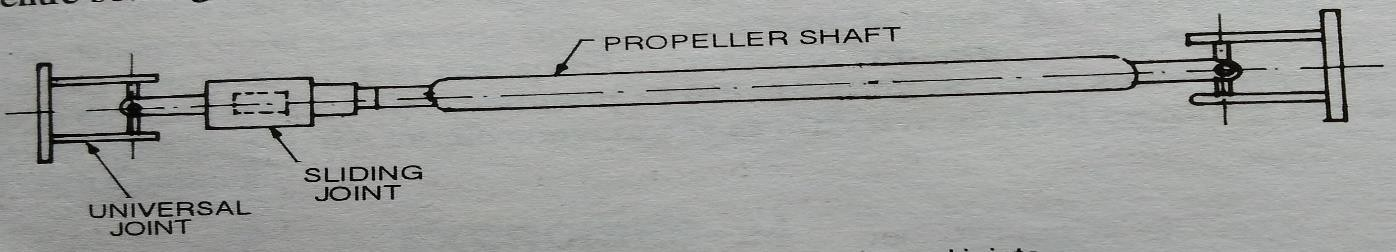 PROPELLER SHAFT
SLIDING
JOINT
UNIVERSAL
JOINT